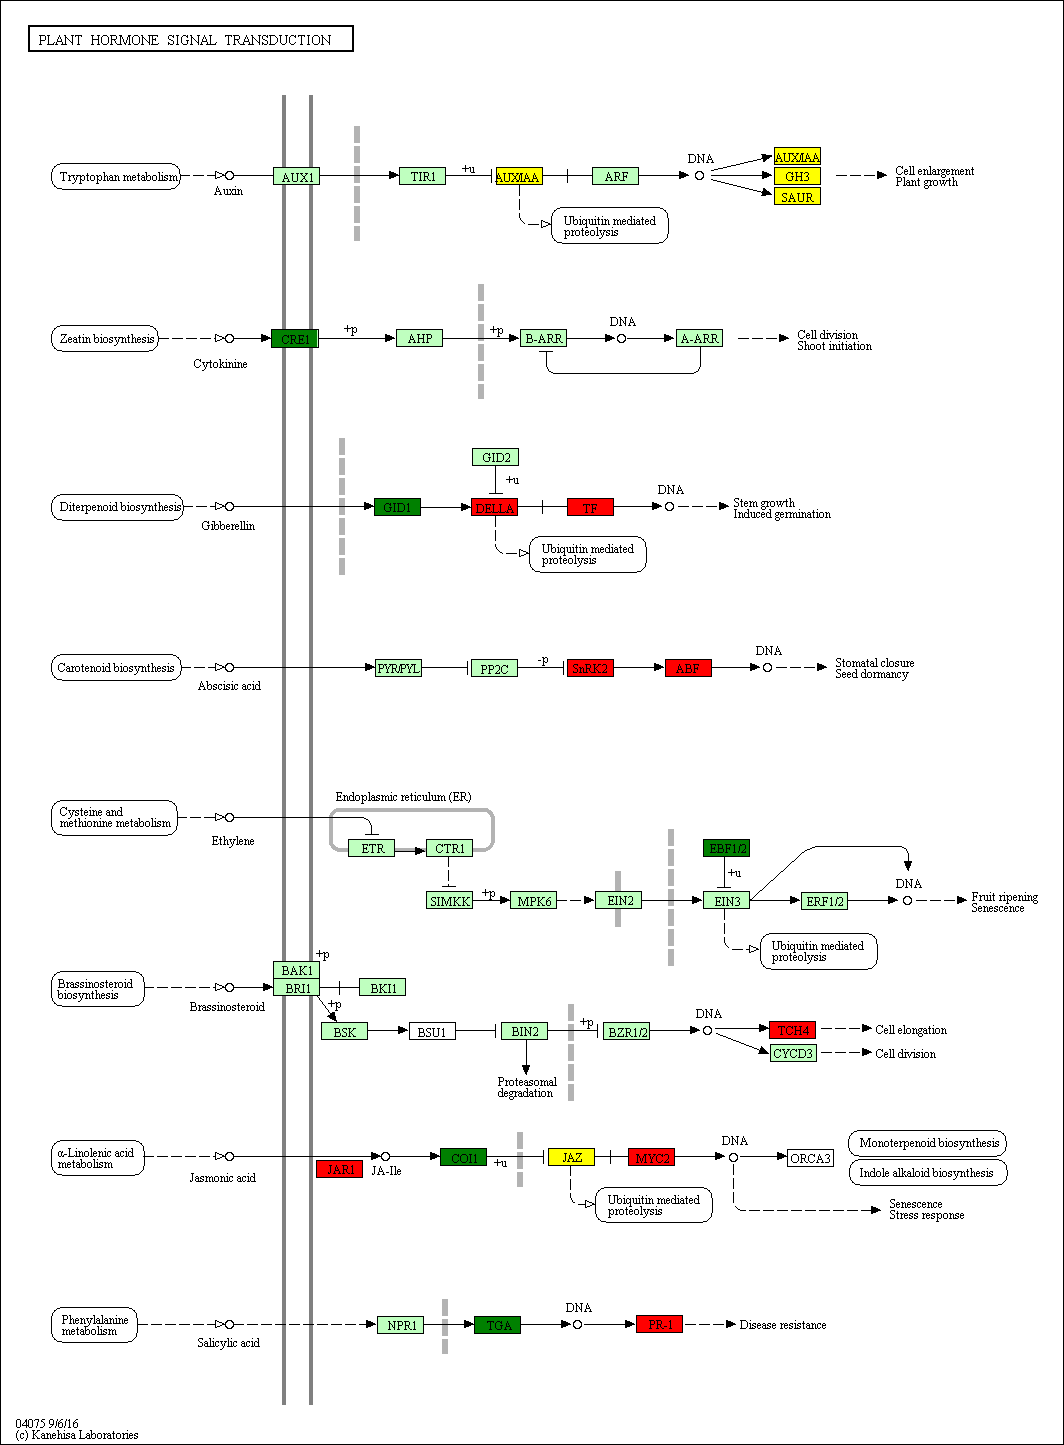 PLANT HORMONE SIGNAL TRANSDUCTION
Tryptophan metabolism
Auxin
AUX1
TIR1
+u
AUX/IAA
ARF
DNA
AUX/IAA
GH3
SAUR
Cell enlargement
Plant growth
Ubiquitin mediated
proteolysis
Zeatin biosynthesis
Cytokinine
CRE1
+p
AHP
+p
B-ARR
DNA
A-ARR
Cell division
Shoot initiation
GID2
+u
Diterpenoid biosynthesis
Gibberellin
GID1
DELLA
TF
DNA
Stem growth
Induced germination
Ubiquitin mediated
proteolysis
Carotenoid biosynthesis
Abscisic acid
PYR/PYL
PP2C
-p
SnRK2
ABF
DNA
Stomatal closure
Seed dormancy
Endoplasmic reticulum (ER)
Cysteine and
methionine metabolism
Ethylene
ETR
CTR1
SIMKK
+p
MPK6
EIN2
EBF1/2
+u
EIN3
ERF1/2
DNA
Fruit ripening
Senescence
Ubiquitin mediated
proteolysis
Brassinosteroid
biosynthesis
Brassinosteroid
BAK1
+p
BRI1
BKI1
+p
BSK
BSU1
BIN2
+p
BZR1/2
DNA
TCH4
Cell elongation
CYCD3
Cell division
Proteasomal
degradation
α-Linolenic acid
metabolism
Jasmonic acid
JAR1
JA-Ile
COI1
+u
JAZ
MYC2
DNA
ORCA3
Monoterpenoid biosynthesis
Indole alkaloid biosynthesis
Ubiquitin mediated
proteolysis
Senescence
Stress response
Phenylalanine
metabolism
Salicylic acid
NPR1
TGA
DNA
PR-1
Disease resistance
04075 9/6/16
(c) Kanehisa Laboratories